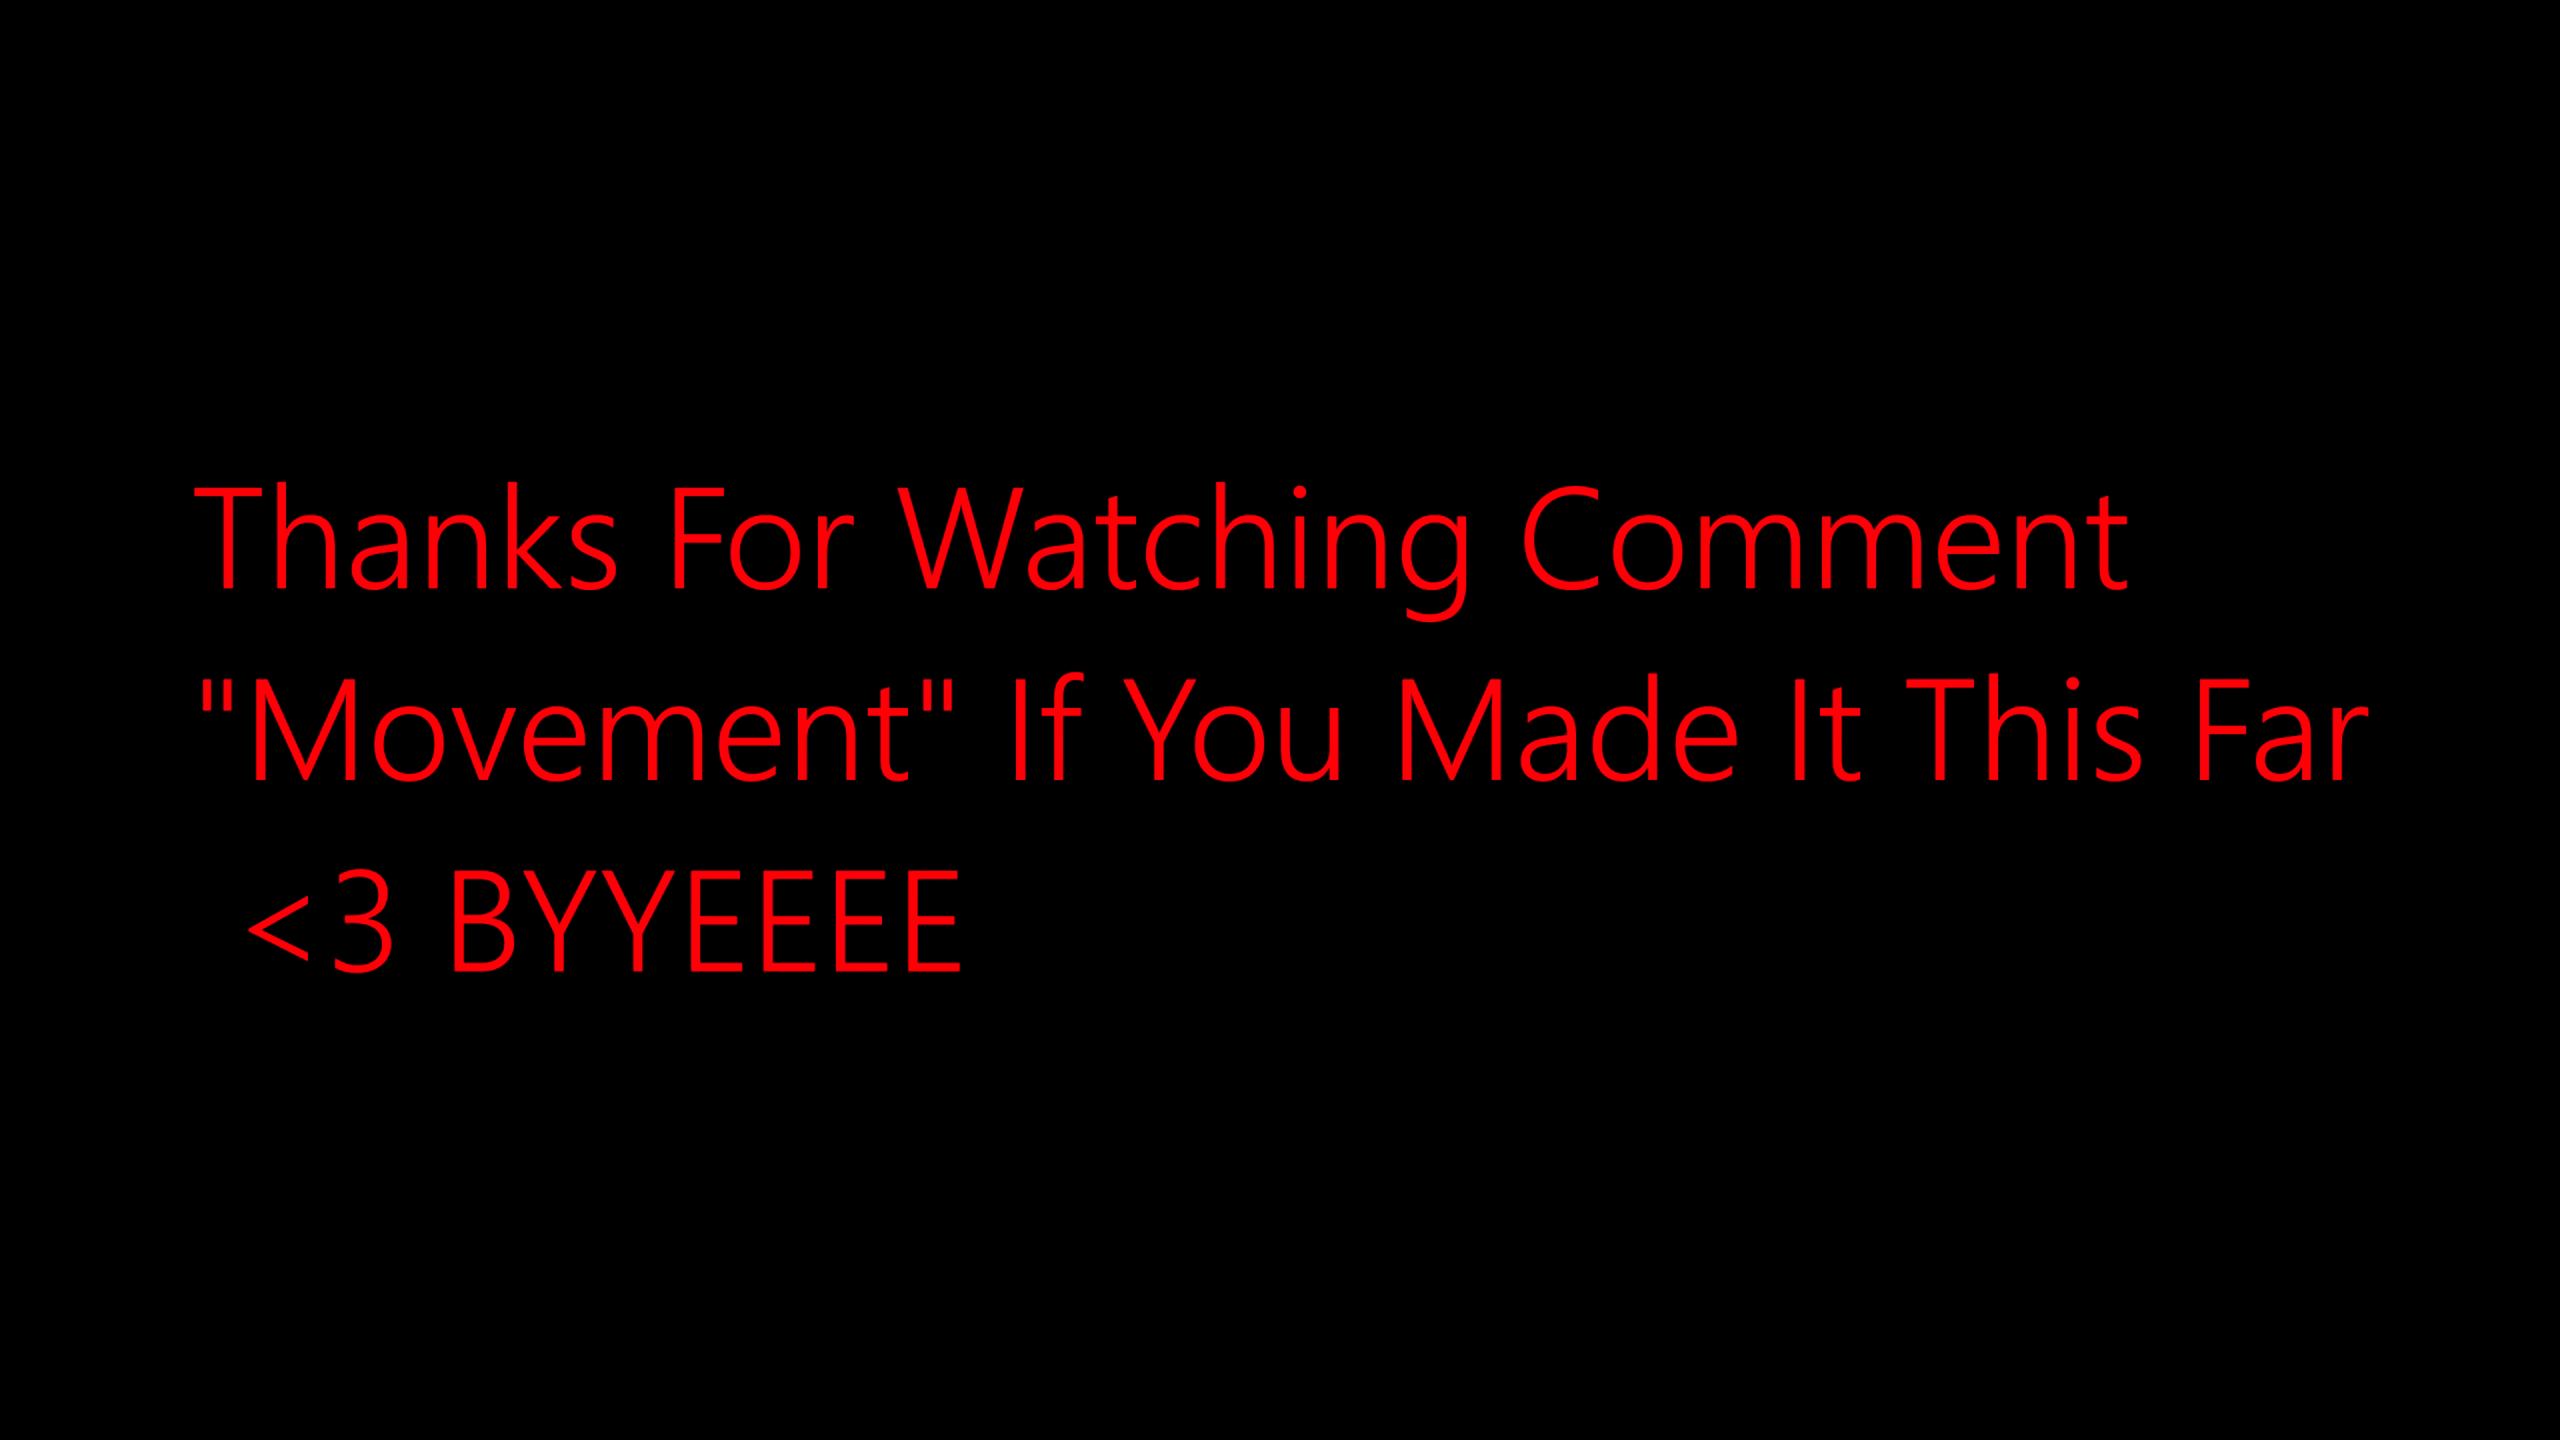 Thanks For Watching Comment
"Movement" If You Made It This Far
<3 BYYEEEE